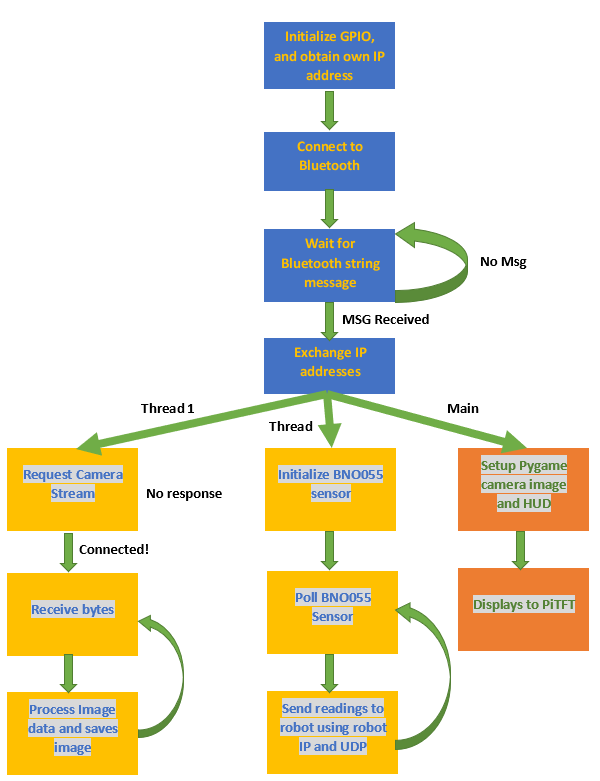 Initialize GPIO,
and obtain own IP
address
Connect to
Bluetooth
Wait for
Bluetooth string
message
No Msg
MSG Received
Exchange IP
addresses
Thread 1
Thread
Main
Request Camera
Stream
No response
Initialize BNO055
sensor
Setup Pygame
camera image
and HUD
Connected!
Receive bytes
Poll BNO055
Sensor
Displays to PiTFT
Process Image
data and saves
image
Send readings to
robot using robot
IP and UDP